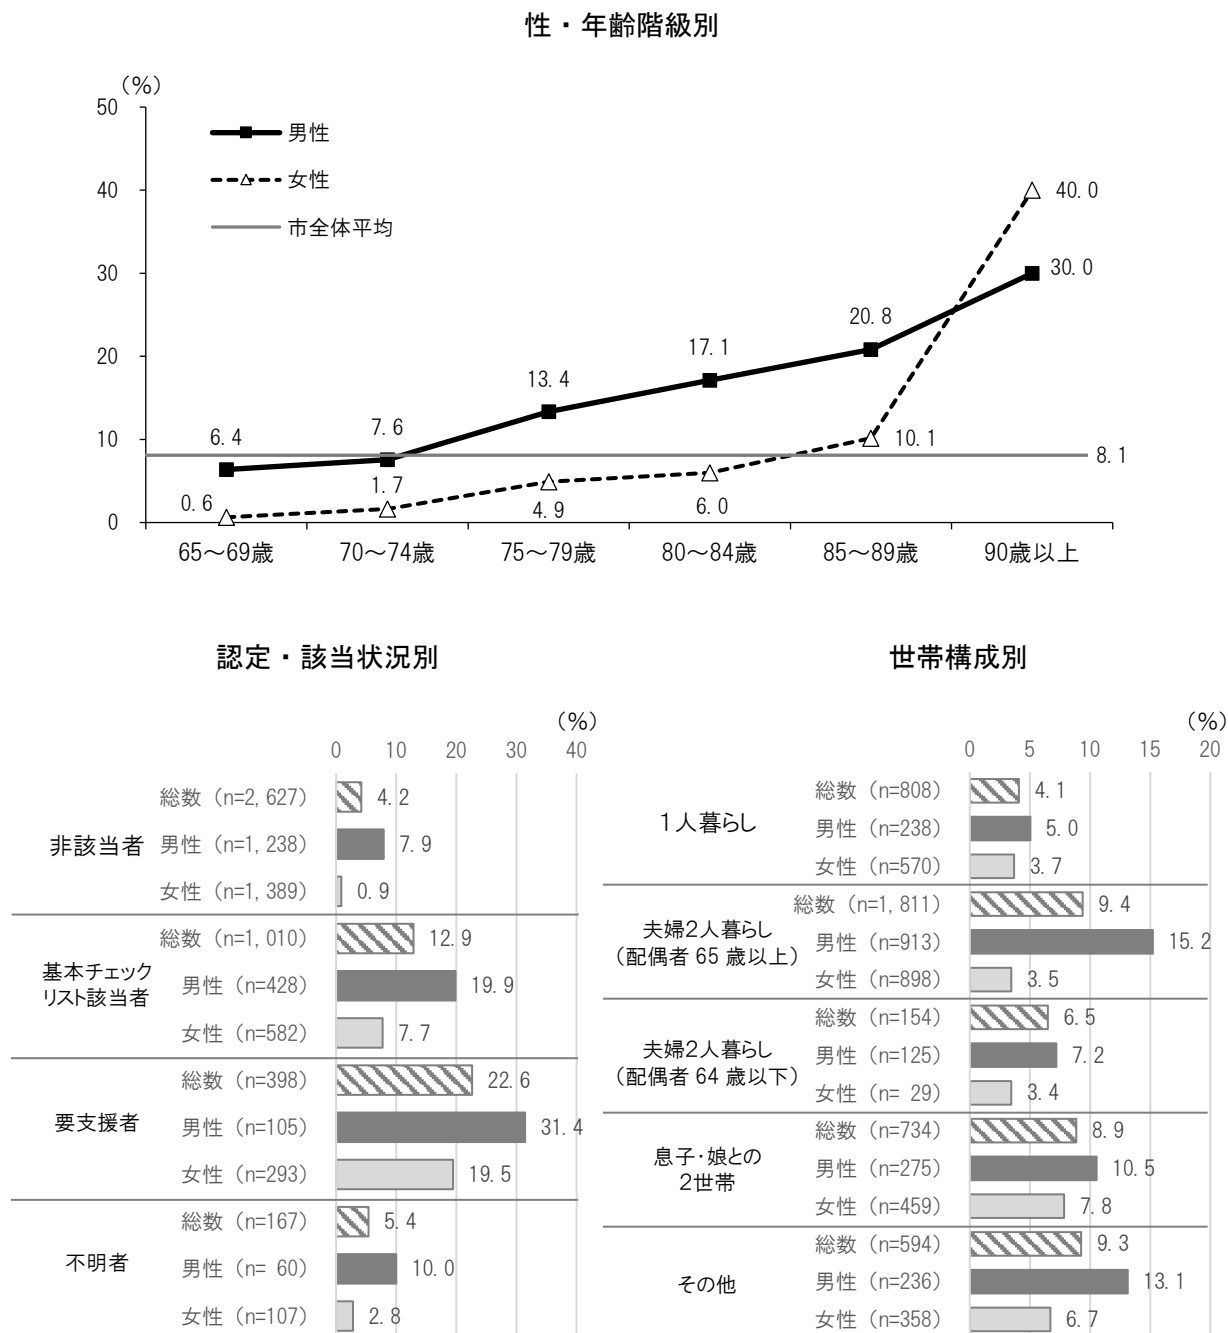 性・年齢階級別
(%)
50
40
30
20
10
0
男性
女性
市全体平均
6.4
7.6
13.4
17.1
20.8
30.0
0.6
1.7
4.9
6.0
10.1
40.0
8.1
65～69歳
70～74歳
75～79歳
80～84歳
85～89歳
90歳以上
認定・該当状況別
(%)
0 10 20 30 40
非該当者
総数（n=2,627） 4.2
男性（n=1,238） 7.9
女性（n=1,389） 0.9
基本チェック
リスト該当者
総数（n=1,010） 12.9
男性（n=428） 19.9
女性（n=582） 7.7
要支援者
総数（n=398） 22.6
男性（n=105） 31.4
女性（n=293） 19.5
不明者
総数（n=167） 5.4
男性（n= 60） 10.0
女性（n=107） 2.8
世帯構成別
(%)
0 5 10 15 20
1人暮らし
総数（n=808） 4.1
男性（n=238） 5.0
女性（n=570） 3.7
夫婦2人暮らし
（配偶者 65 歳以上）
総数（n=1,811） 9.4
男性（n=913） 15.2
女性（n=898） 3.5
夫婦2人暮らし
（配偶者 64 歳以下）
総数（n=154） 6.5
男性（n=125） 7.2
女性（n= 29） 3.4
息子・娘との
2世帯
総数（n=734） 8.9
男性（n=275） 10.5
女性（n=459） 7.8
その他
総数（n=594） 9.3
男性（n=236） 13.1
女性（n=358） 6.7